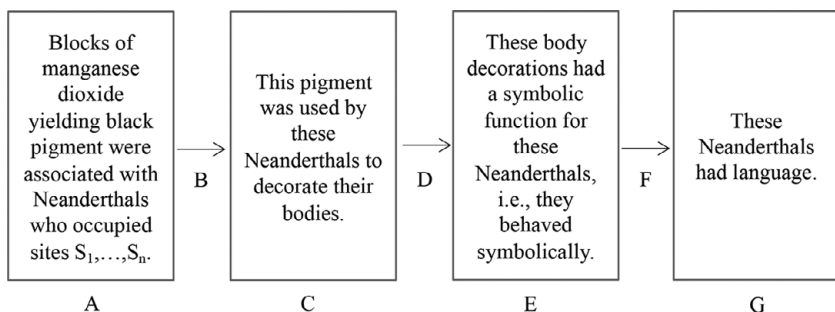 Blocks of
manganese
dioxide
yielding black
pigment were
associated with
Neanderthals
who occupied
sites S₁,…,Sₙ.
B
This pigment
was used by
these
Neanderthals to
decorate their
bodies.
D
These body
decorations had
a symbolic
function for
these
Neanderthals,
i.e., they
behaved
symbolically.
F
These
Neanderthals
had language.
A
C
E
G